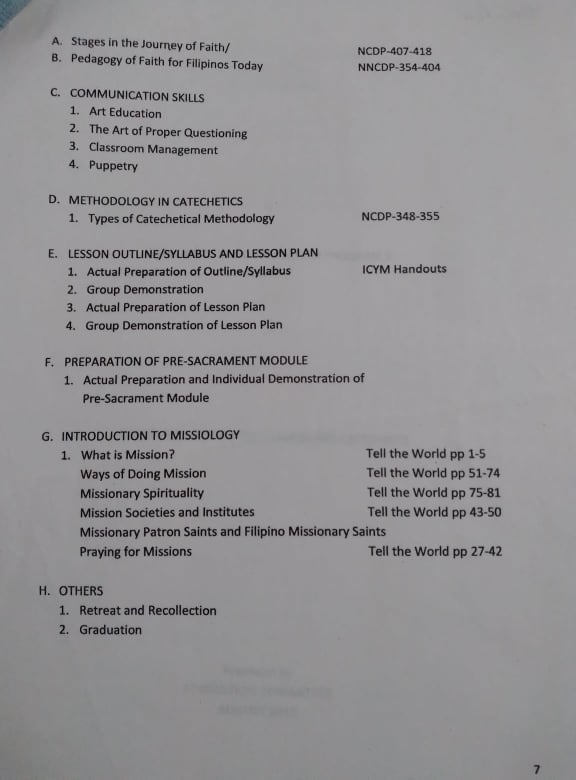 A. Stages in the Journey of Faith/ NCDP-407-418
B. Pedagogy of Faith for Filipinos Today NNCDP-354-404
C. COMMUNICATION SKILLS
1. Art Education
2. The Art of Proper Questioning
3. Classroom Management
4. Puppetry
D. METHODOLOGY IN CATECHETICS
1. Types of Catechetical Methodology NCDP-348-355
E. LESSON OUTLINE/SYLLABUS AND LESSON PLAN
1. Actual Preparation of Outline/Syllabus ICYM Handouts
2. Group Demonstration
3. Actual Preparation of Lesson Plan
4. Group Demonstration of Lesson Plan
F. PREPARATION OF PRE-SACRAMENT MODULE
1. Actual Preparation and Individual Demonstration of
Pre-Sacrament Module
G. INTRODUCTION TO MISSIOLOGY
1. What is Mission? Tell the World pp 1-5
Ways of Doing Mission Tell the World pp 51-74
Missionary Spirituality Tell the World pp 75-81
Mission Societies and Institutes Tell the World pp 43-50
Missionary Patron Saints and Filipino Missionary Saints
Praying for Missions Tell the World pp 27-42
H. OTHERS
1. Retreat and Recollection
2. Graduation
7